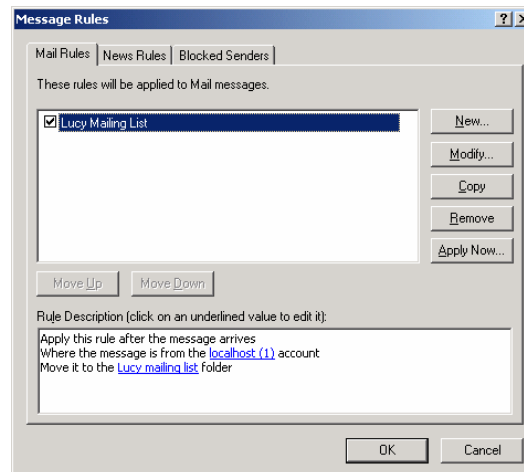 Message Rules
Mail Rules News Rules Blocked Senders
These rules will be applied to Mail messages.
Lucy Mailing List
New...
Modify...
Copy
Remove
Apply Now...
Move Up Move Down
Rule Description (click on an underlined value to edit it):
Apply this rule after the message arrives
Where the message is from the localhost (1) account
Move it to the Lucy mailing list folder
OK Cancel